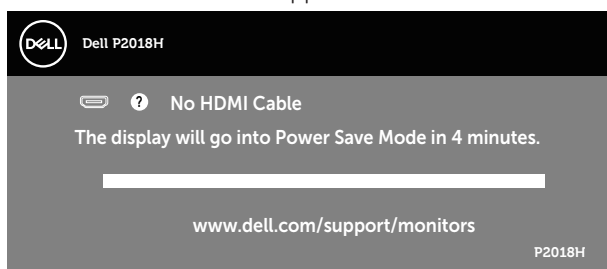 DELL
Dell P2018H
? No HDMI Cable
The display will go into Power Save Mode in 4 minutes.
www.dell.com/support/monitors
P2018H